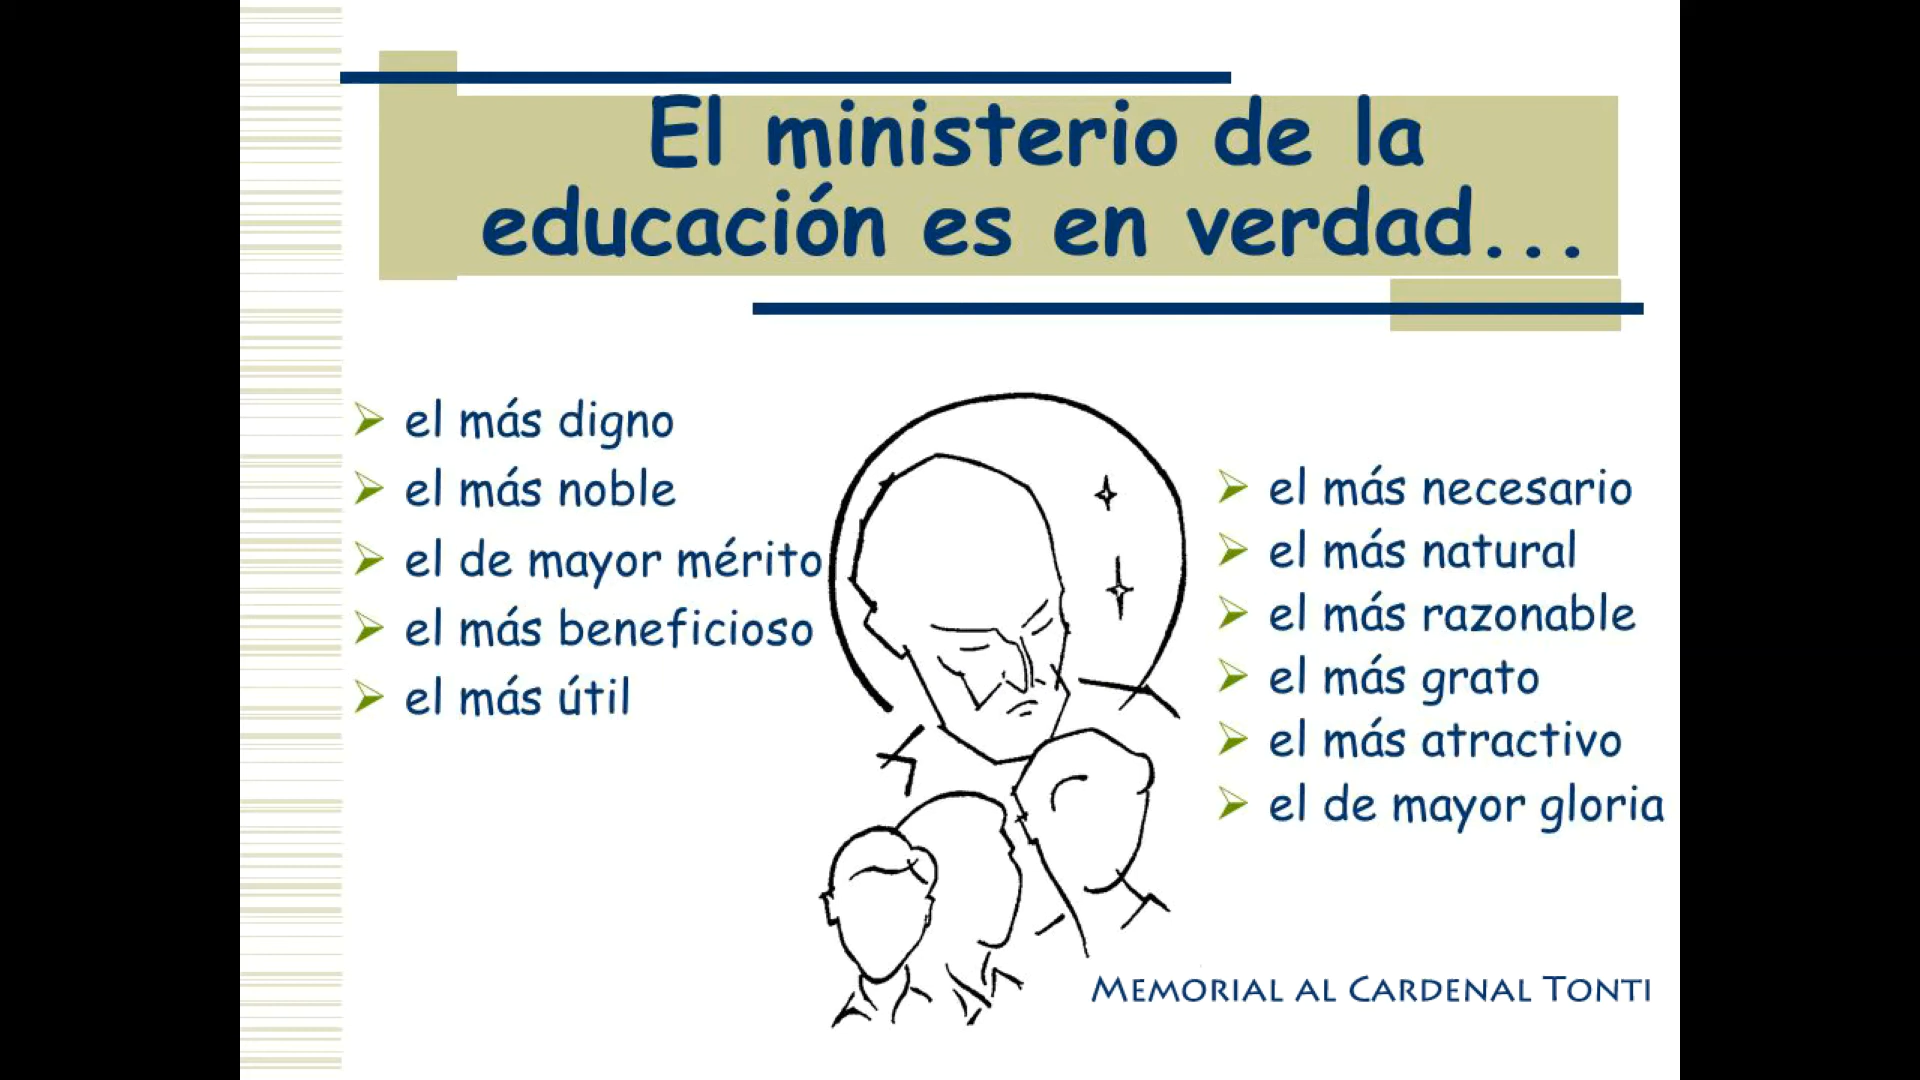 El ministerio de la
educación es en verdad...
el más digno
el más noble
el de mayor mérito
el más beneficioso
el más útil
el más necesario
el más natural
el más razonable
el más grato
el más atractivo
el de mayor gloria
Memorial al Cardenal Tonti